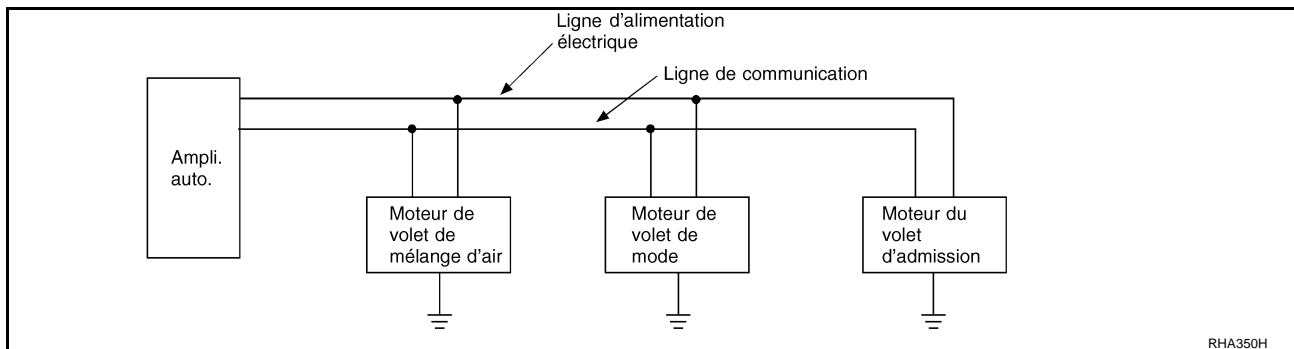 Ligne d'alimentation
électrique
Ligne de communication
Ampli.
auto.
Moteur de
volet de
mélange d'air
Moteur de
volet de
mode
Moteur du
volet
d'admission
RHA350H